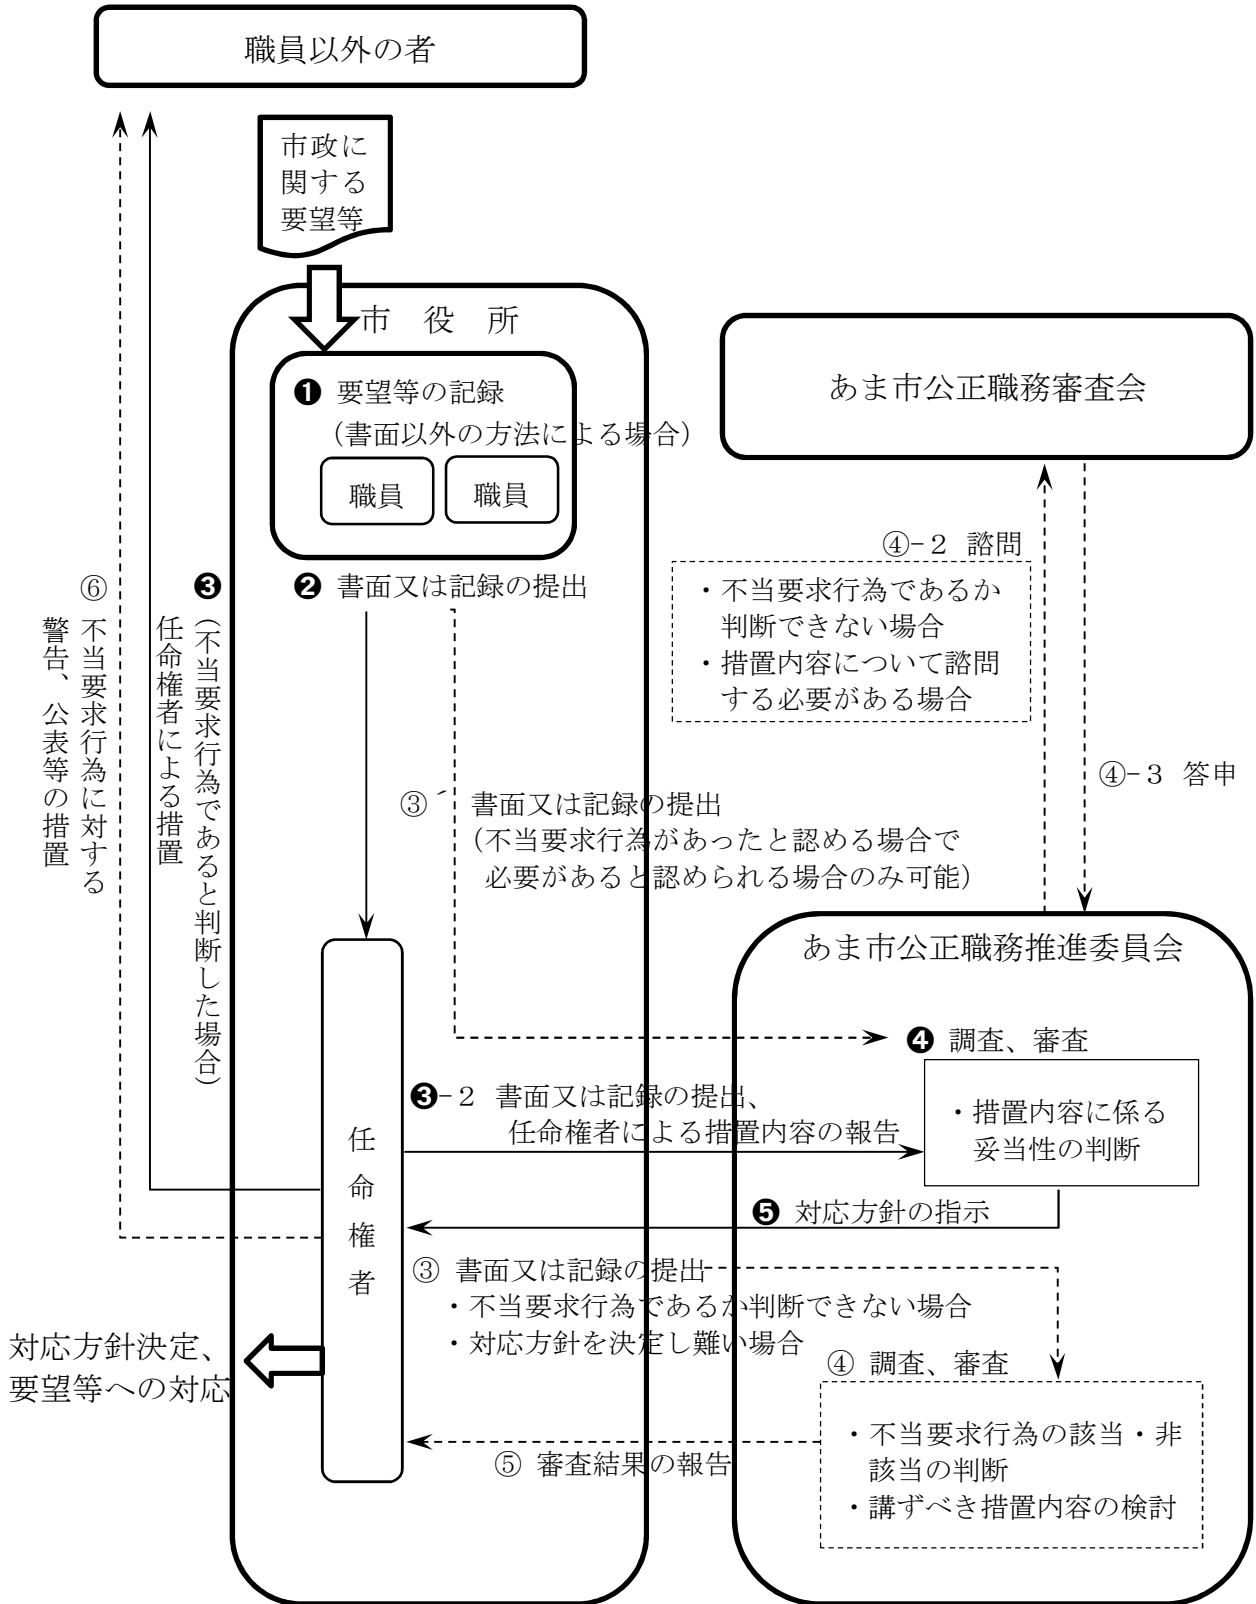 職員以外の者
市政に
関する
要望等
市　役　所
❶ 要望等の記録
（書面以外の方法による場合）
職員
職員
❷ 書面又は記録の提出
あま市公正職務審査会
④-２ 諮問
・不当要求行為であるか
判断できない場合
・措置内容について諮問
する必要がある場合
④-３ 答申
⑥ 不当要求行為に対する
警告、公表等の措置
❸（不当要求行為であると判断した場合）
任命権者による措置
③´ 書面又は記録の提出
（不当要求行為があったと認める場合で
必要があると認められる場合のみ可能）
あま市公正職務推進委員会
❹ 調査、審査
・措置内容に係る
妥当性の判断
❸-２ 書面又は記録の提出、
任命権者による措置内容の報告
任命権者
❺ 対応方針の指示
③ 書面又は記録の提出
・不当要求行為であるか判断できない場合
・対応方針を決定し難い場合
対応方針決定、
要望等への対応
④ 調査、審査
・不当要求行為の該当・非
該当の判断
・講ずべき措置内容の検討
⑤ 審査結果の報告